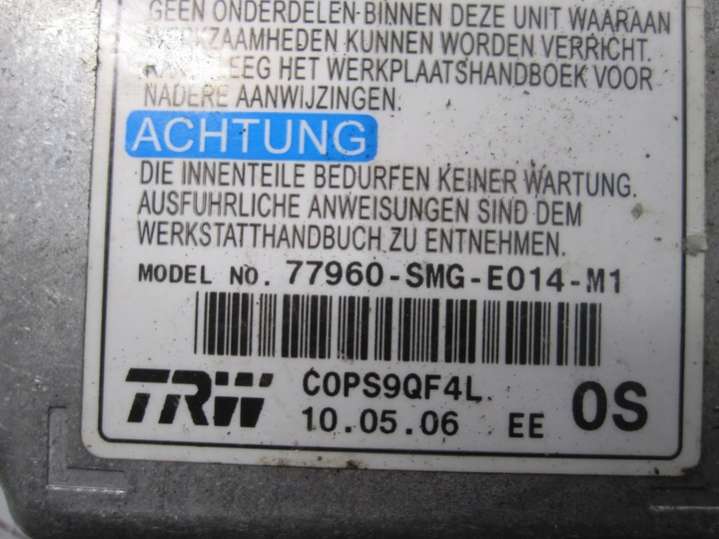 GEEN ONDERDELEN BINNEN DEZE UNIT WAARAAN
WERKZAAMHEDEN KUNNEN WORDEN VERRICHT.
HET WERKPLAATSHANDBOEK VOOR
NADERE AANWIJZINGEN.
ACHTUNG
DIE INNENTEILE BEDURFEN KEINER WARTUNG.
AUSFUHRLICHE ANWEISUNGEN SIND DEM
WERKSTATTHANDBUCH ZU ENTNEHMEN.
MODEL NO. 77960-SMG-E014-M1
TRW C0PS9QF4L
10.05.06 EE 0S